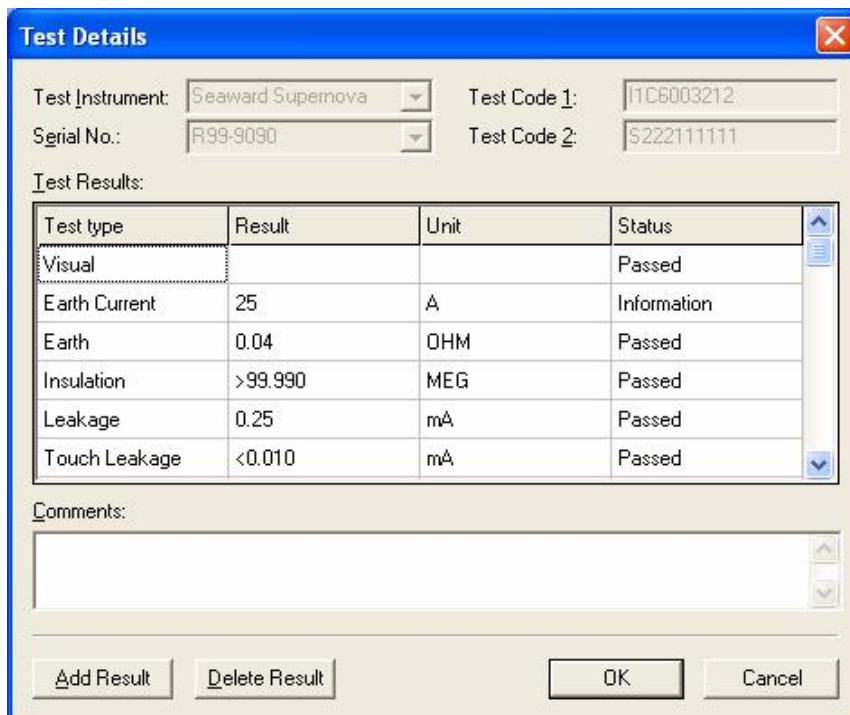 Test Details
Test Instrument: Seaward Supernova Test Code 1: I1C6003212
Serial No.: R99-9090 Test Code 2: S222111111
Test Results:
Test type Result Unit Status
Visual Passed
Earth Current 25 A Information
Earth 0.04 OHM Passed
Insulation >99.990 MEG Passed
Leakage 0.25 mA Passed
Touch Leakage <0.010 mA Passed
Comments:
Add Result Delete Result OK Cancel